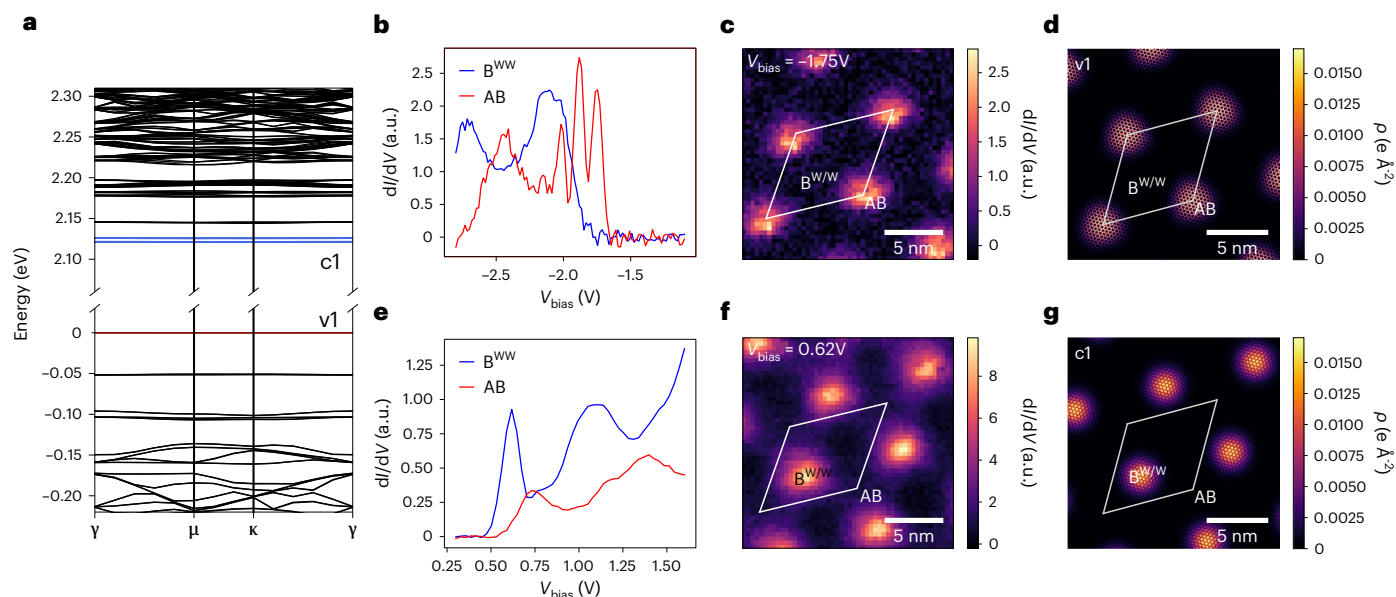 a
2.30
2.25
2.20
2.15
2.10
c1
v1
0
−0.05
−0.10
−0.15
−0.20
Energy (eV)
γ μ κ γ
b
B^WW
AB
2.5
2.0
1.5
1.0
0.5
0
dI/dV (a.u.)
−2.5 −2.0 −1.5
V_bias (V)
c
V_bias = −1.75V
B^W/W
AB
5 nm
2.5
2.0
1.5
1.0
0.5
0
dI/dV (a.u.)
d
v1
B^W/W
AB
5 nm
0.0150
0.0125
0.0100
0.0075
0.0050
0.0025
0
ρ (e Å^-2)
e
B^WW
AB
1.25
1.00
0.75
0.50
0.25
0
dI/dV (a.u.)
0.25 0.50 0.75 1.00 1.25 1.50
V_bias (V)
f
V_bias = 0.62V
B^W/W
AB
5 nm
8
6
4
2
0
dI/dV (a.u.)
g
c1
B^W/W
AB
5 nm
0.0150
0.0125
0.0100
0.0075
0.0050
0.0025
0
ρ (e Å^-2)